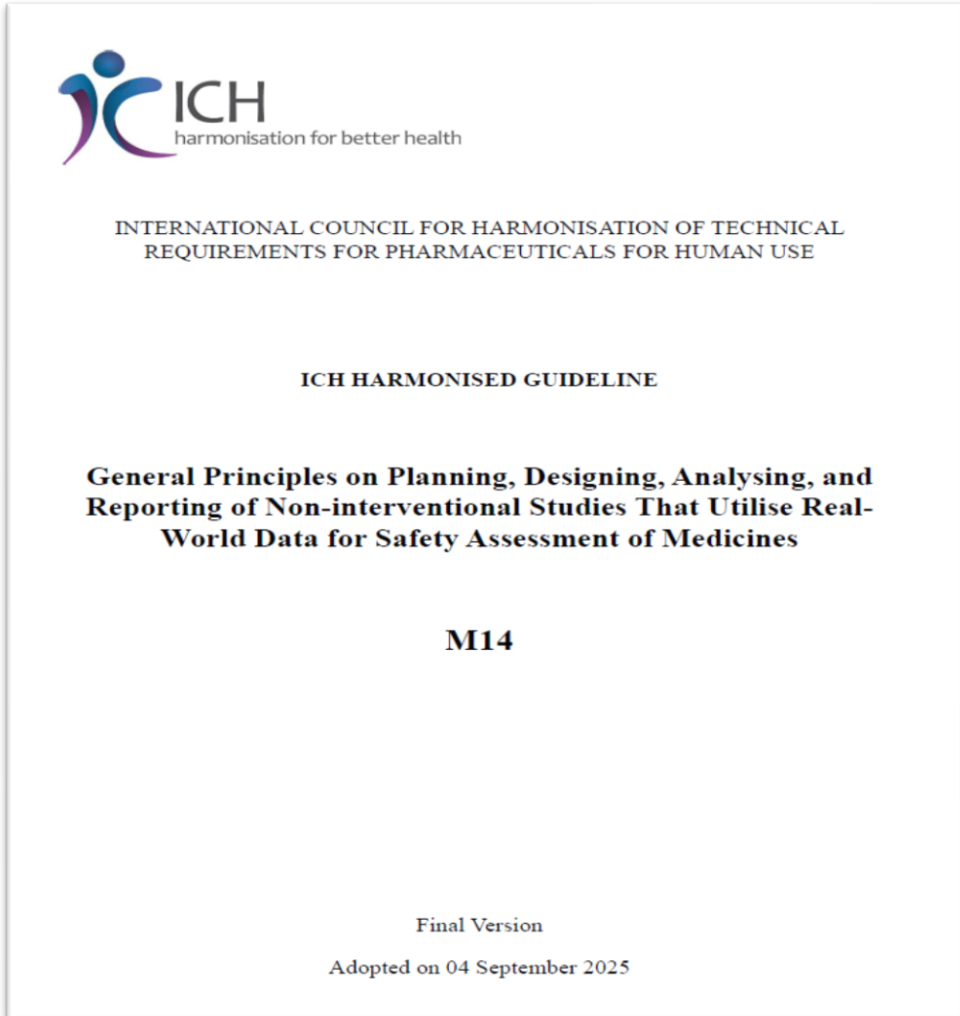 ICH
harmonisation for better health
INTERNATIONAL COUNCIL FOR HARMONISATION OF TECHNICAL
REQUIREMENTS FOR PHARMACEUTICALS FOR HUMAN USE
ICH HARMONISED GUIDELINE
General Principles on Planning, Designing, Analysing, and
Reporting of Non-interventional Studies That Utilise Real-
World Data for Safety Assessment of Medicines
M14
Final Version
Adopted on 04 September 2025